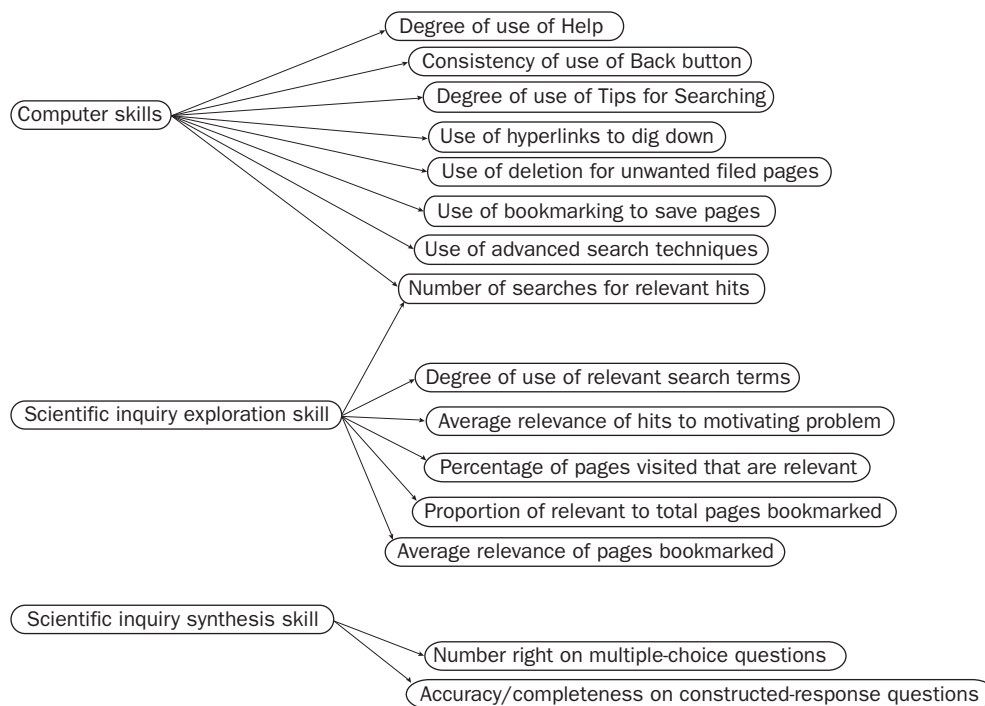 Degree of use of Help
Consistency of use of Back button
Degree of use of Tips for Searching
Computer skills
Use of hyperlinks to dig down
Use of deletion for unwanted filed pages
Use of bookmarking to save pages
Use of advanced search techniques
Number of searches for relevant hits
Degree of use of relevant search terms
Scientific inquiry exploration skill
Average relevance of hits to motivating problem
Percentage of pages visited that are relevant
Proportion of relevant to total pages bookmarked
Average relevance of pages bookmarked
Scientific inquiry synthesis skill
Number right on multiple-choice questions
Accuracy/completeness on constructed-response questions